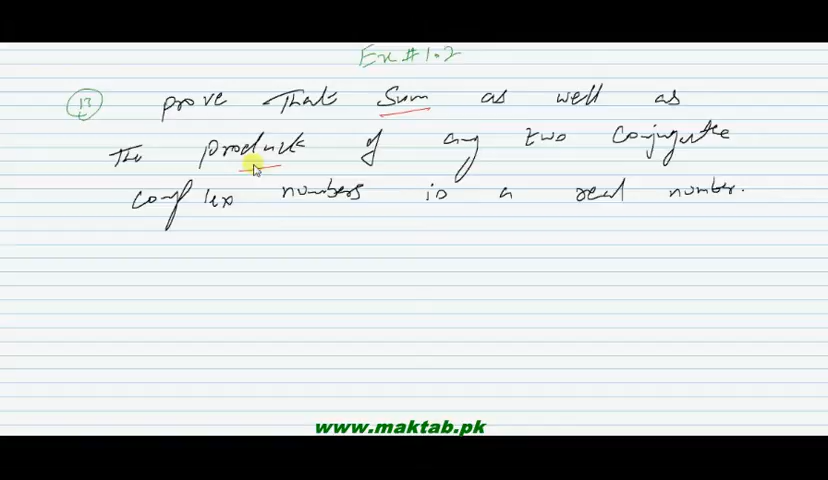 Ex # 1.2
13 prove that Sum as well as
The product of any two Conjugate
complex numbers is a real number.
www.maktab.pk